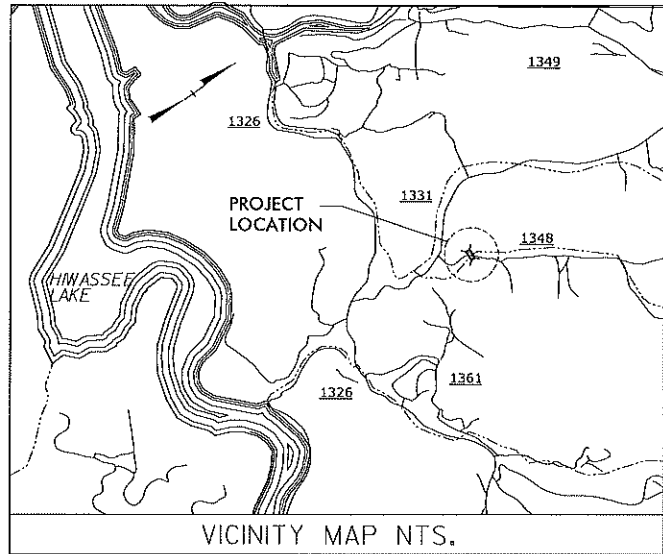 1349
1326
1331
PROJECT
LOCATION
1348
HIWASSEE
LAKE
1326
1361
VICINITY MAP NTS.